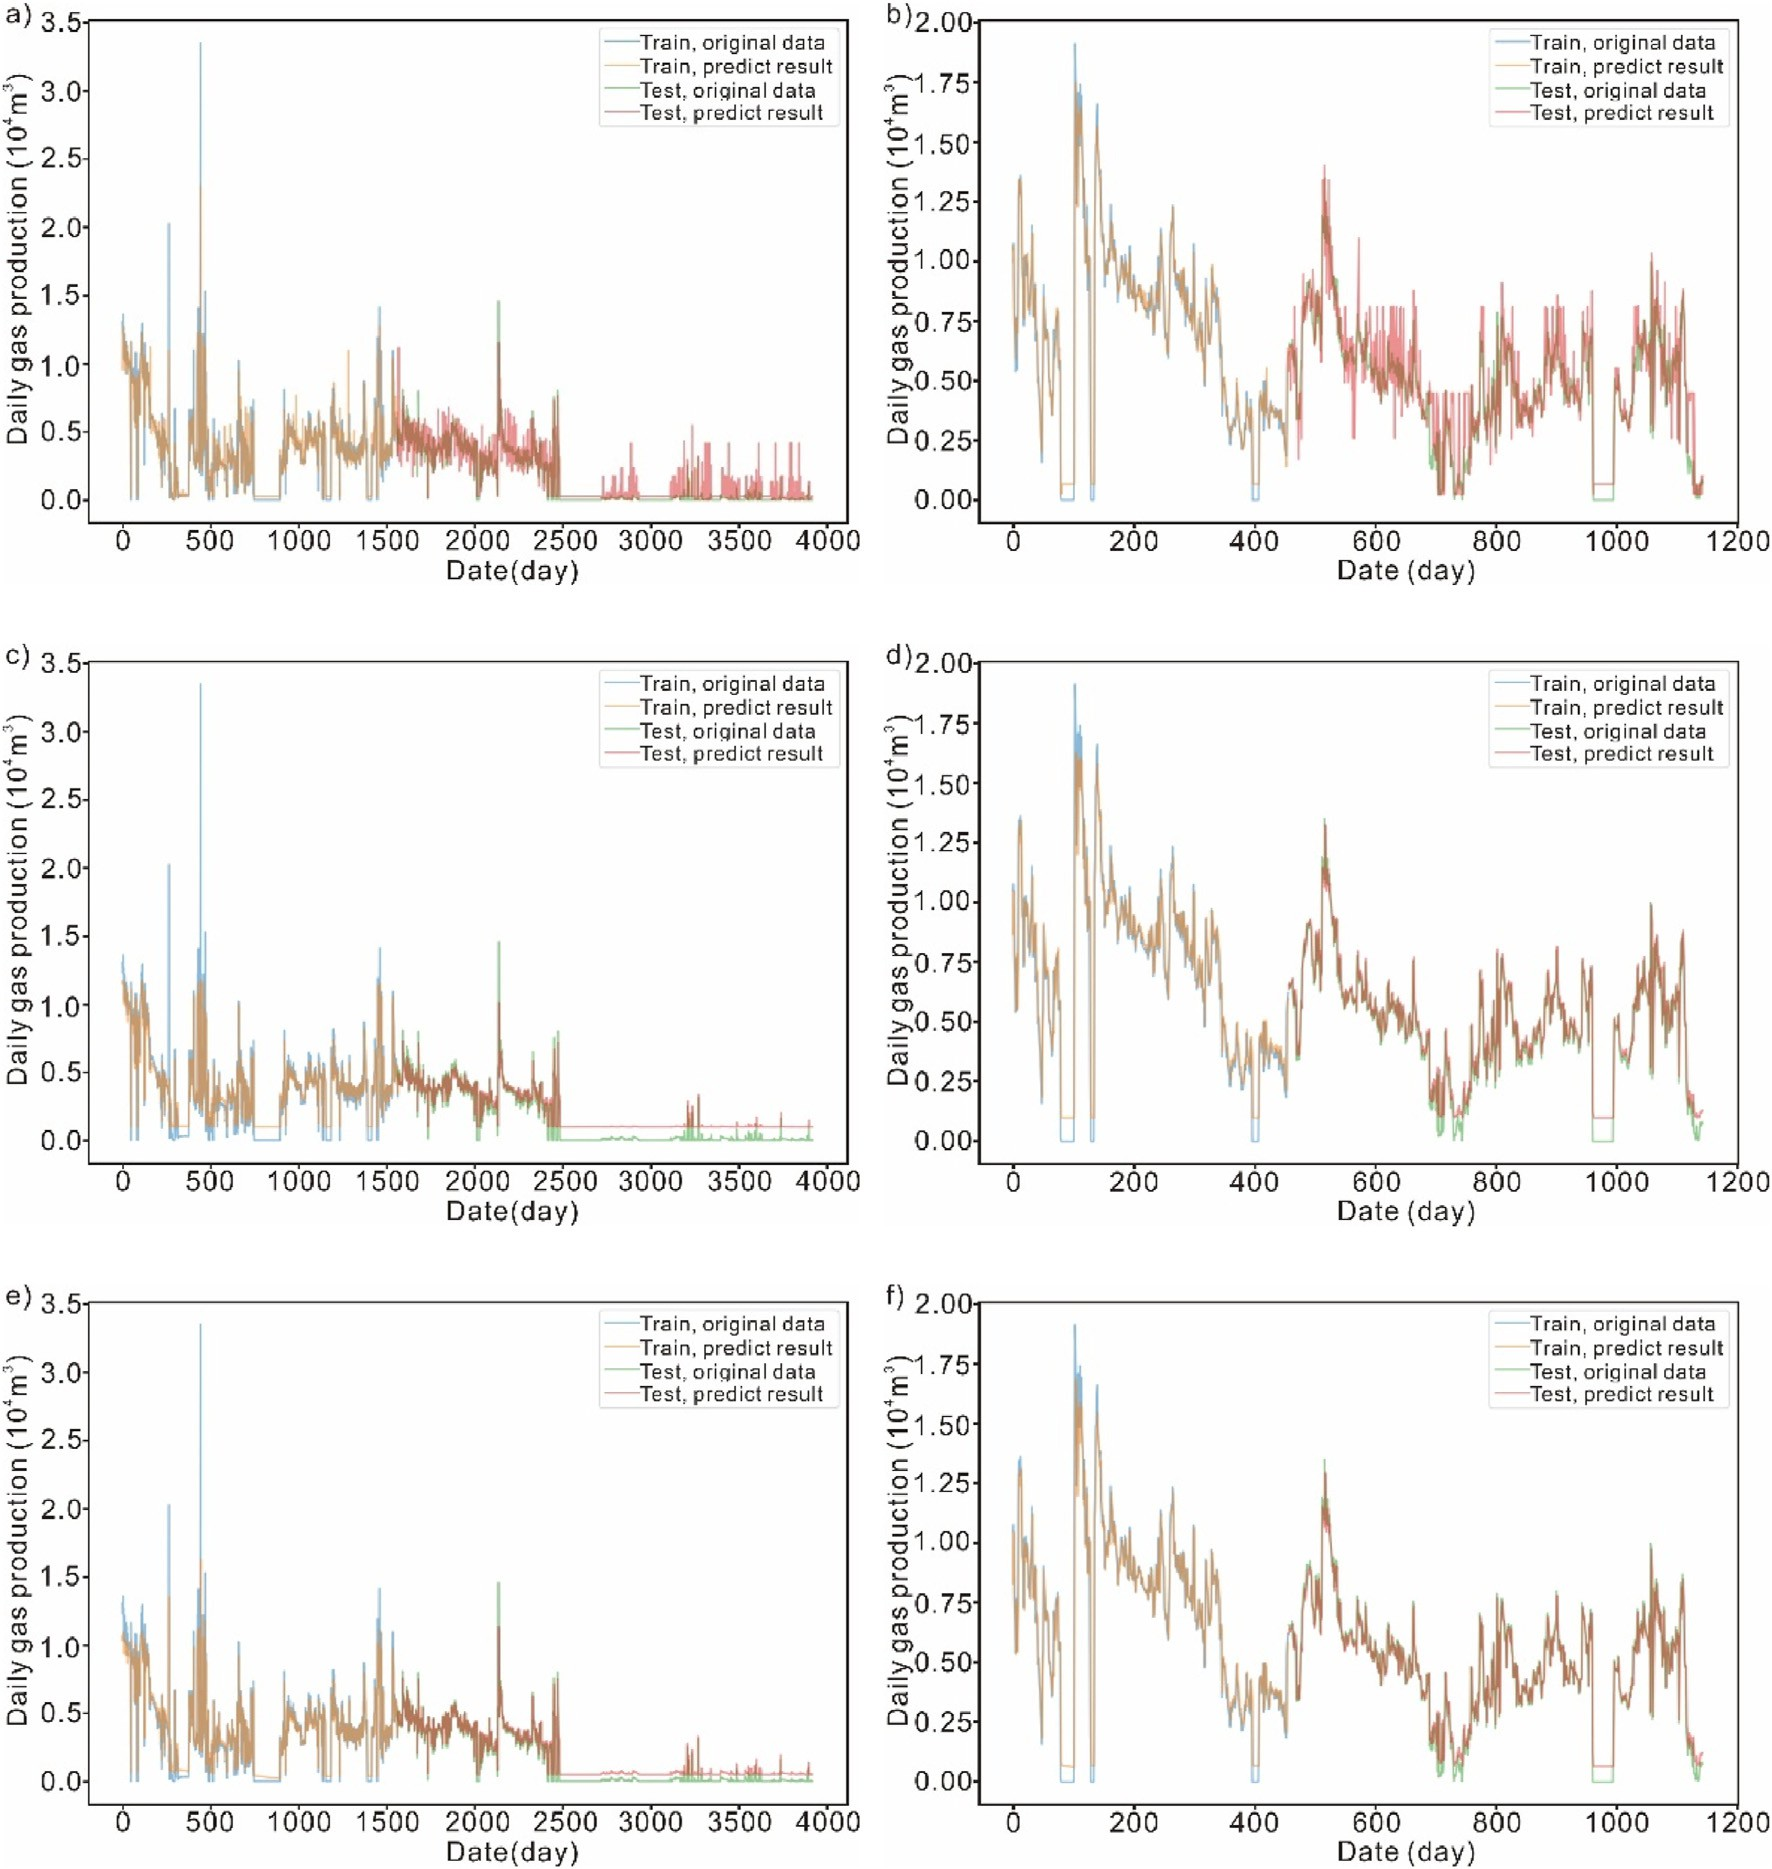 a)
3.5
3.0
2.5
2.0
1.5
1.0
0.5
0.0
Daily gas production (10⁴m³)
Train, original data
Train, predict result
Test, original data
Test, predict result
0 500 1000 1500 2000 2500 3000 3500 4000
Date(day)
b)
2.00
1.75
1.50
1.25
1.00
0.75
0.50
0.25
0.00
Daily gas production (10⁴m³)
Train, original data
Train, predict result
Test, original data
Test, predict result
0 200 400 600 800 1000 1200
Date (day)
c)
3.5
3.0
2.5
2.0
1.5
1.0
0.5
0.0
Daily gas production (10⁴m³)
Train, original data
Train, predict result
Test, original data
Test, predict result
0 500 1000 1500 2000 2500 3000 3500 4000
Date(day)
d)
2.00
1.75
1.50
1.25
1.00
0.75
0.50
0.25
0.00
Daily gas production (10⁴m³)
Train, original data
Train, predict result
Test, original data
Test, predict result
0 200 400 600 800 1000 1200
Date (day)
e)
3.5
3.0
2.5
2.0
1.5
1.0
0.5
0.0
Daily gas production (10⁴m³)
Train, original data
Train, predict result
Test, original data
Test, predict result
0 500 1000 1500 2000 2500 3000 3500 4000
Date(day)
f)
2.00
1.75
1.50
1.25
1.00
0.75
0.50
0.25
0.00
Daily gas production (10⁴m³)
Train, original data
Train, predict result
Test, original data
Test, predict result
0 200 400 600 800 1000 1200
Date (day)